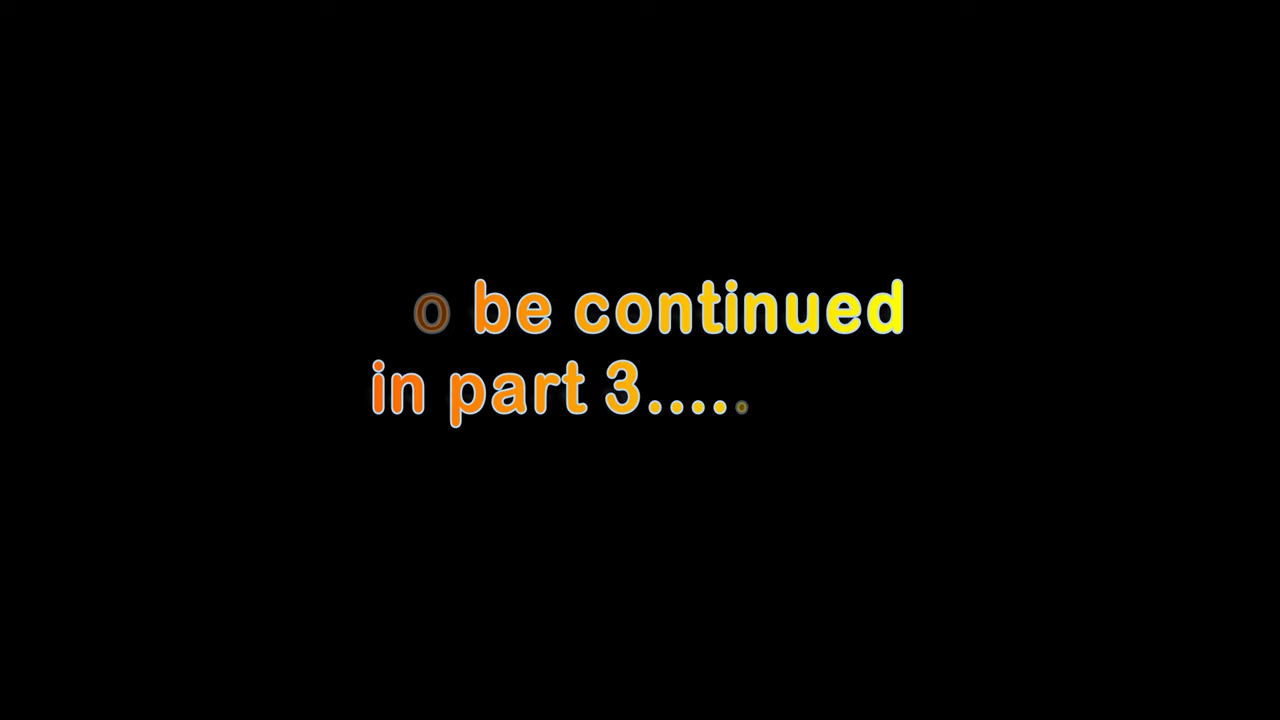 o be continued
in part 3.....